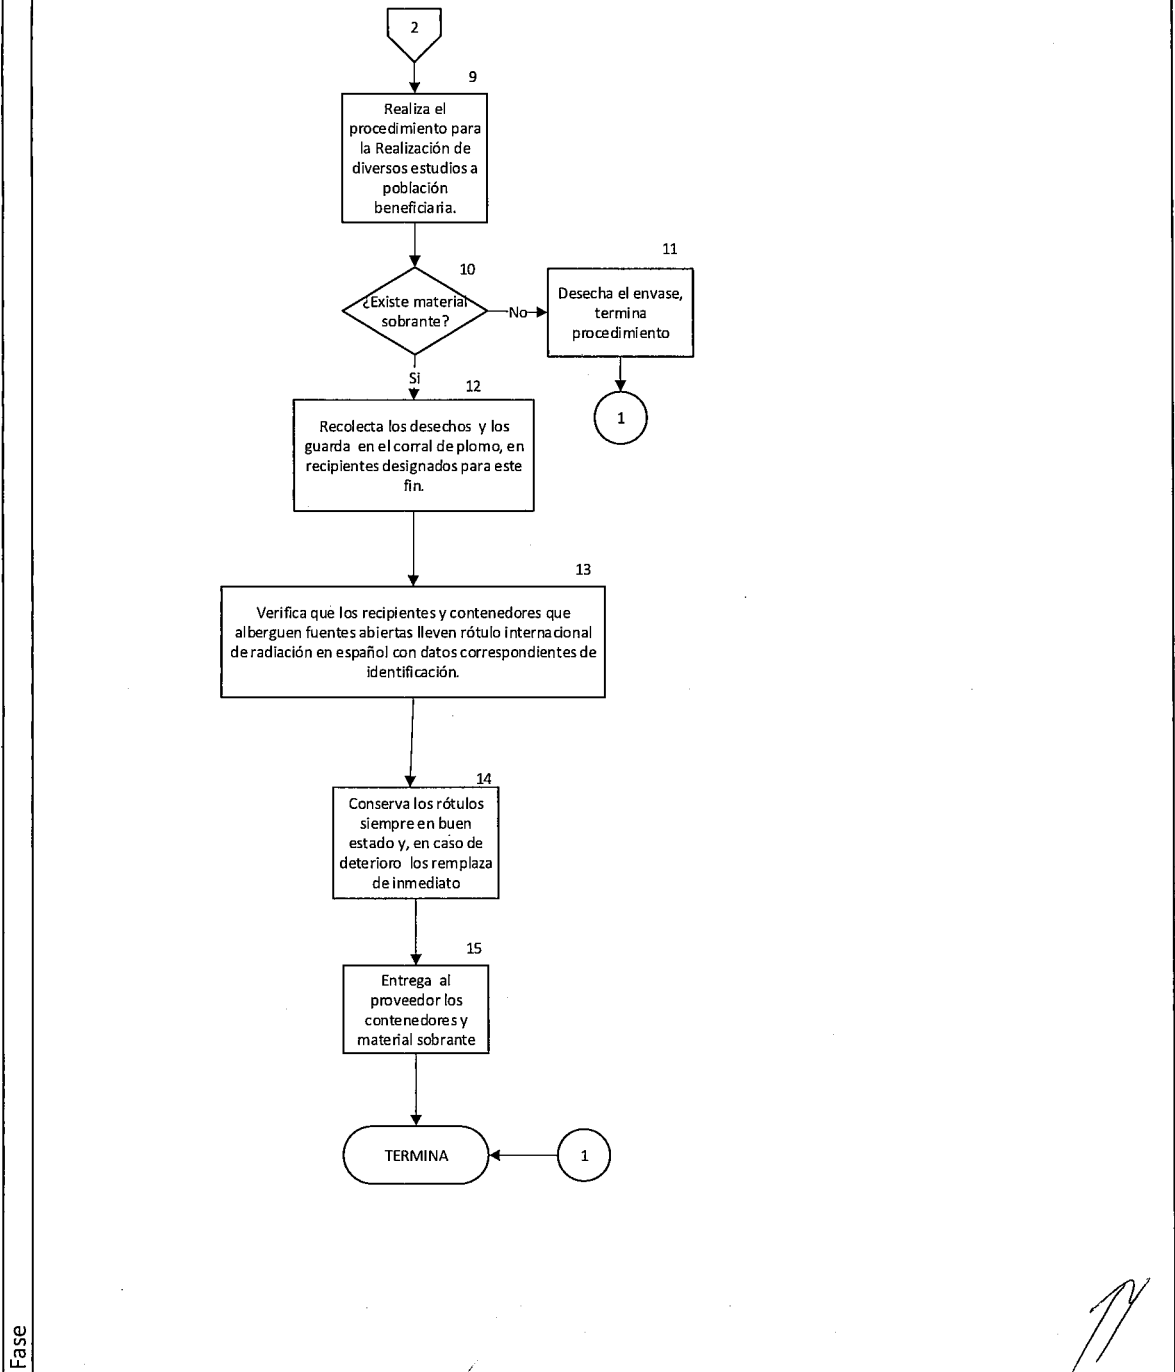 2
9
Realiza el
procedimiento para
la Realización de
diversos estudios a
población
beneficiaria.
10
¿Existe material
sobrante?
No
11
Desecha el envase,
termina
procedimiento
1
Si
12
Recolecta los desechos y los
guarda en el corral de plomo, en
recipientes designados para este
fin.
13
Verifica que los recipientes y contenedores que
alberguen fuentes abiertas lleven rótulo internacional
de radiación en español con datos correspondientes de
identificación.
14
Conserva los rótulos
siempre en buen
estado y, en caso de
deterioro los remplaza
de inmediato
15
Entrega al
proveedor los
contenedores y
material sobrante
TERMINA
1
Fase